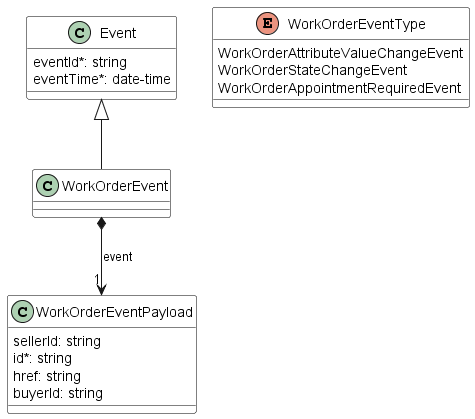 C Event
eventId*: string
eventTime*: date-time
E WorkOrderEventType
WorkOrderAttributeValueChangeEvent
WorkOrderStateChangeEvent
WorkOrderAppointmentRequiredEvent
C WorkOrderEvent
event
1
C WorkOrderEventPayload
sellerId: string
id*: string
href: string
buyerId: string